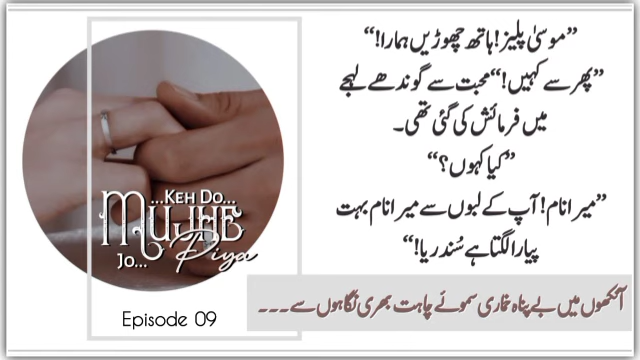 ...KEH DO...
MUJHE
JO... Piya
Episode 09
”موسیٰ پلیز! ہاتھ چھوڑیں ہمارا!“
”پھر سے کہیں!“ محبت سے گوندھے لہجے
میں فرمائش کی گئی تھی۔
”کیا کہوں؟“
”میرا نام! آپ کے لبوں سے میرا نام بہت
پیارا لگتا ہے سُندریا!“
آنکھوں میں بے پناہ خماری سموئے چاہت بھری نگاہوں سے ۔۔۔